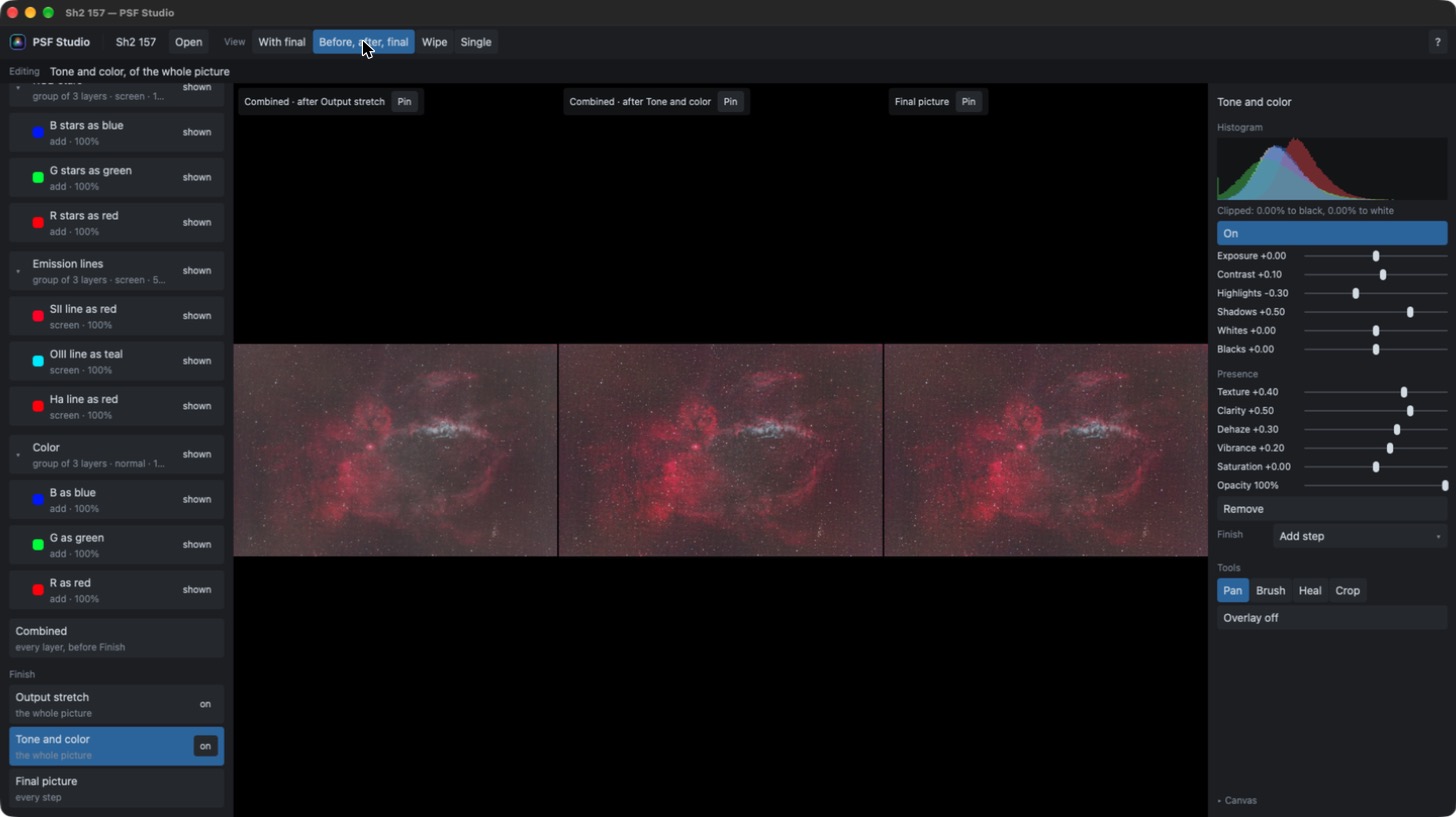 Sh2 157 — PSF Studio
PSF Studio
Sh2 157
Open
View
With final
Before, after, final
Wipe
Single
?
Editing
Tone and color, of the whole picture
group of 3 layers · screen · 1...
shown
B stars as blue
add · 100%
shown
G stars as green
add · 100%
shown
R stars as red
add · 100%
shown
Emission lines
group of 3 layers · screen · 5...
shown
SII line as red
screen · 100%
shown
OIII line as teal
screen · 100%
shown
Ha line as red
screen · 100%
shown
Color
group of 3 layers · normal · 1...
shown
B as blue
add · 100%
shown
G as green
add · 100%
shown
R as red
add · 100%
shown
Combined
every layer, before Finish
Finish
Output stretch
the whole picture
on
Tone and color
the whole picture
on
Final picture
every step
Combined · after Output stretch
Pin
Combined · after Tone and color
Pin
Final picture
Pin
Tone and color
Histogram
Clipped: 0.00% to black, 0.00% to white
On
Exposure +0.00
Contrast +0.10
Highlights -0.30
Shadows +0.50
Whites +0.00
Blacks +0.00
Presence
Texture +0.40
Clarity +0.50
Dehaze +0.30
Vibrance +0.20
Saturation +0.00
Opacity 100%
Remove
Finish
Add step
Tools
Pan
Brush
Heal
Crop
Overlay off
Canvas